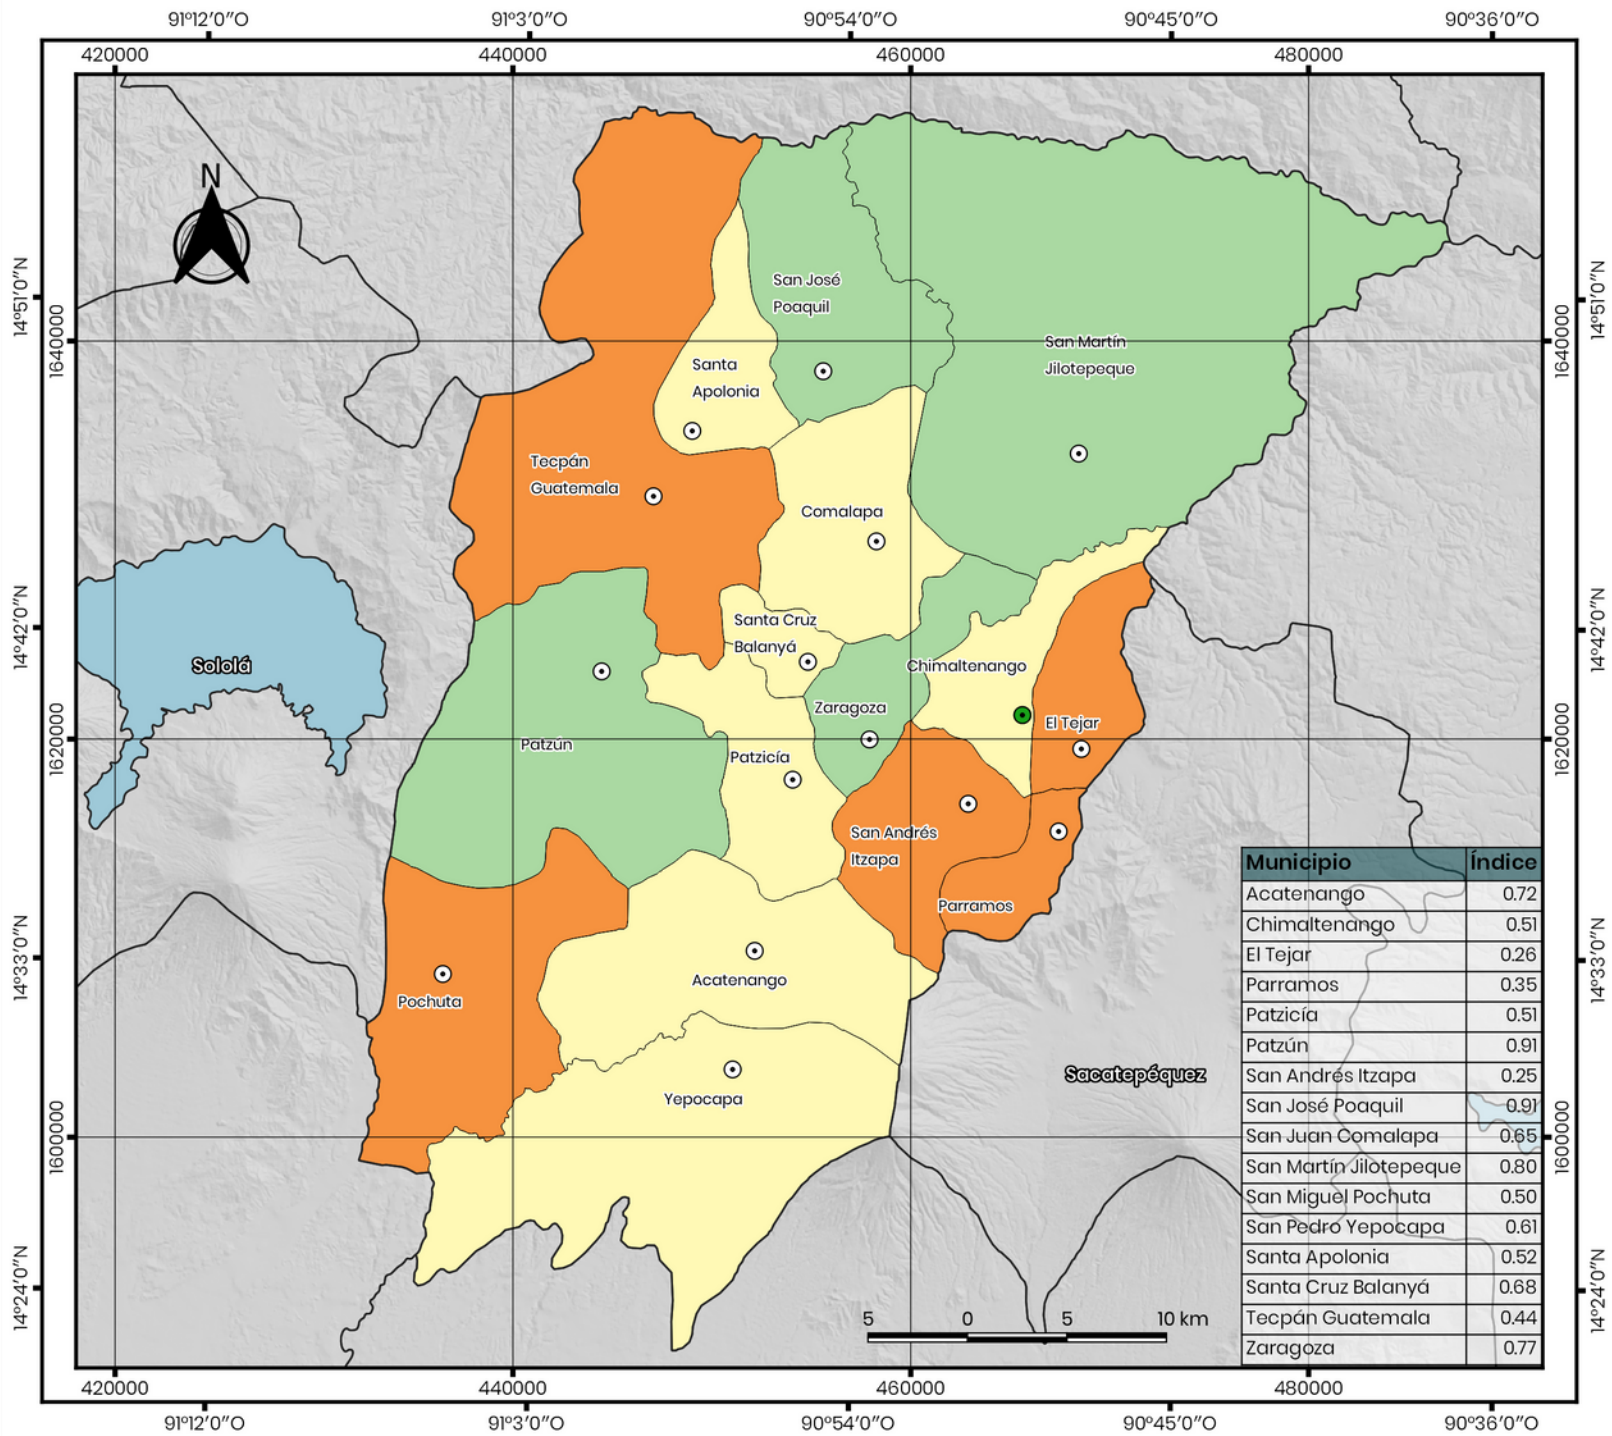 91°12'0"O 91°3'0"O 90°54'0"O 90°45'0"O 90°36'0"O
420000 440000 460000 480000
N
14°51'0"N
1640000
14°42'0"N
1620000
14°33'0"N
1600000
14°24'0"N
San José
Poaquil
San Martín
Jilotepeque
Santa
Apolonia
Tecpán
Guatemala
Comalapa
Santa Cruz
Balanyá
Sololá
Chimaltenango
Zaragoza
El Tejar
Patzún
Patzicía
San Andrés
Itzapa
Parramos
Acatenango
Pochuta
Yepocapa
Sacatepéquez
14°51'0"N
1640000
14°42'0"N
1620000
14°33'0"N
1600000
14°24'0"N
Municipio Índice
Acatenango 0.72
Chimaltenango 0.51
El Tejar 0.26
Parramos 0.35
Patzicía 0.51
Patzún 0.91
San Andrés Itzapa 0.25
San José Poaquil 0.91
San Juan Comalapa 0.65
San Martín Jilotepeque 0.80
San Miguel Pochuta 0.50
San Pedro Yepocapa 0.61
Santa Apolonia 0.52
Santa Cruz Balanyá 0.68
Tecpán Guatemala 0.44
Zaragoza 0.77
5 0 5 10 km
420000 440000 460000 480000
91°12'0"O 91°3'0"O 90°54'0"O 90°45'0"O 90°36'0"O